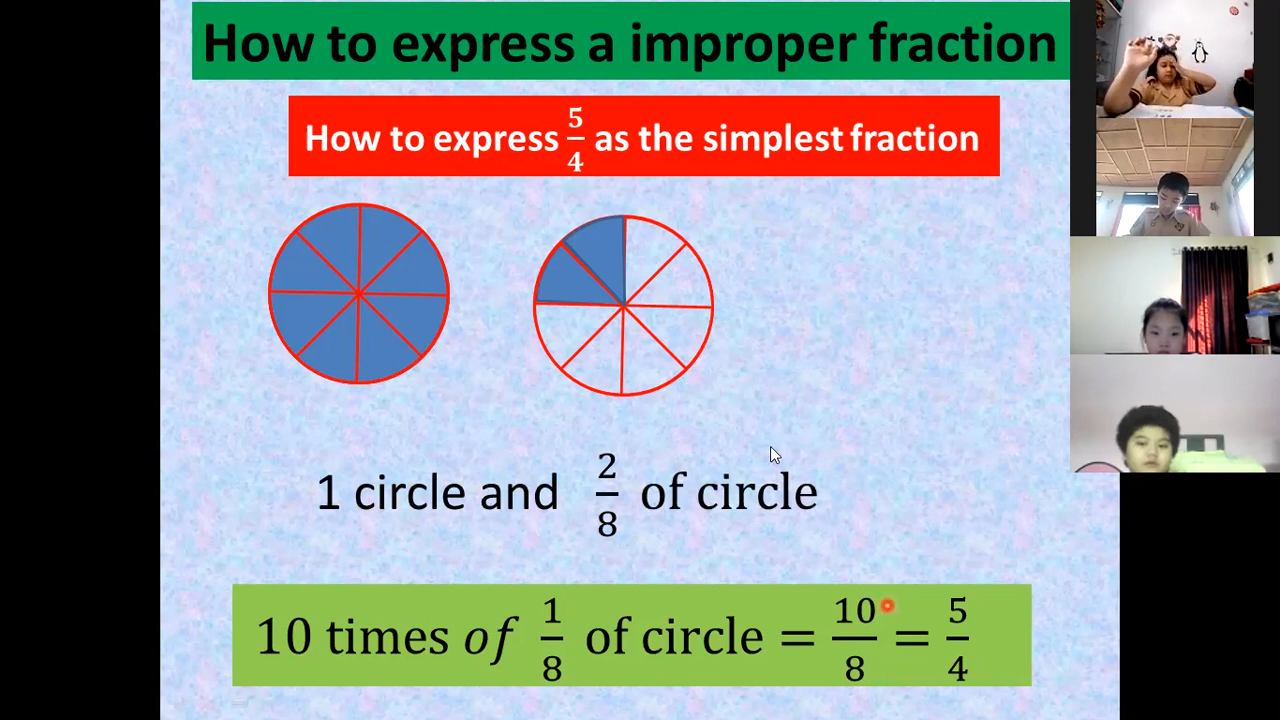 How to express a improper fraction
How to express 5/4 as the simplest fraction
1 circle and 2/8 of circle
10 times of 1/8 of circle = 10/8 = 5/4